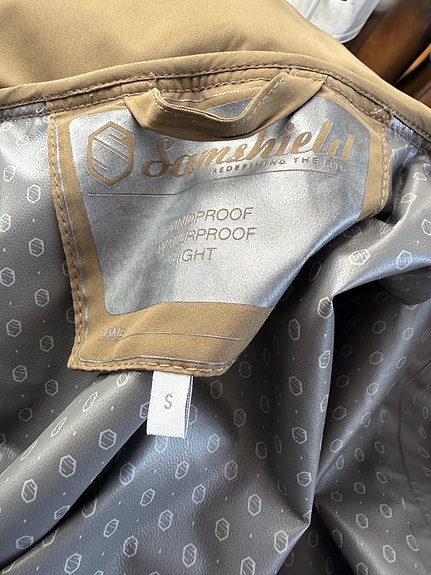 Samshield
REDEFINING THE
WINDPROOF
WATERPROOF
LIGHT
NAME
S